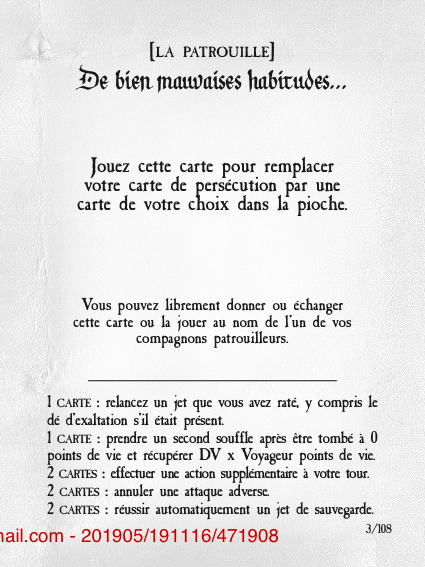 [LA PATROUILLE]
De bien mauvaises habitudes...
Jouez cette carte pour remplacer
votre carte de persécution par une
carte de votre choix dans la pioche.
Vous pouvez librement donner ou échanger
cette carte ou la jouer au nom de l'un de vos
compagnons patrouilleurs.
1 CARTE : relancez un jet que vous avez raté, y compris le
dé d'exaltation s'il était présent.
1 CARTE : prendre un second souffle après être tombé à 0
points de vie et récupérer DV x Voyageur points de vie.
2 CARTES : effectuer une action supplémentaire à votre tour.
2 CARTES : annuler une attaque adverse.
2 CARTES : réussir automatiquement un jet de sauvegarde.
3/108
mail.com - 201905/191116/471908